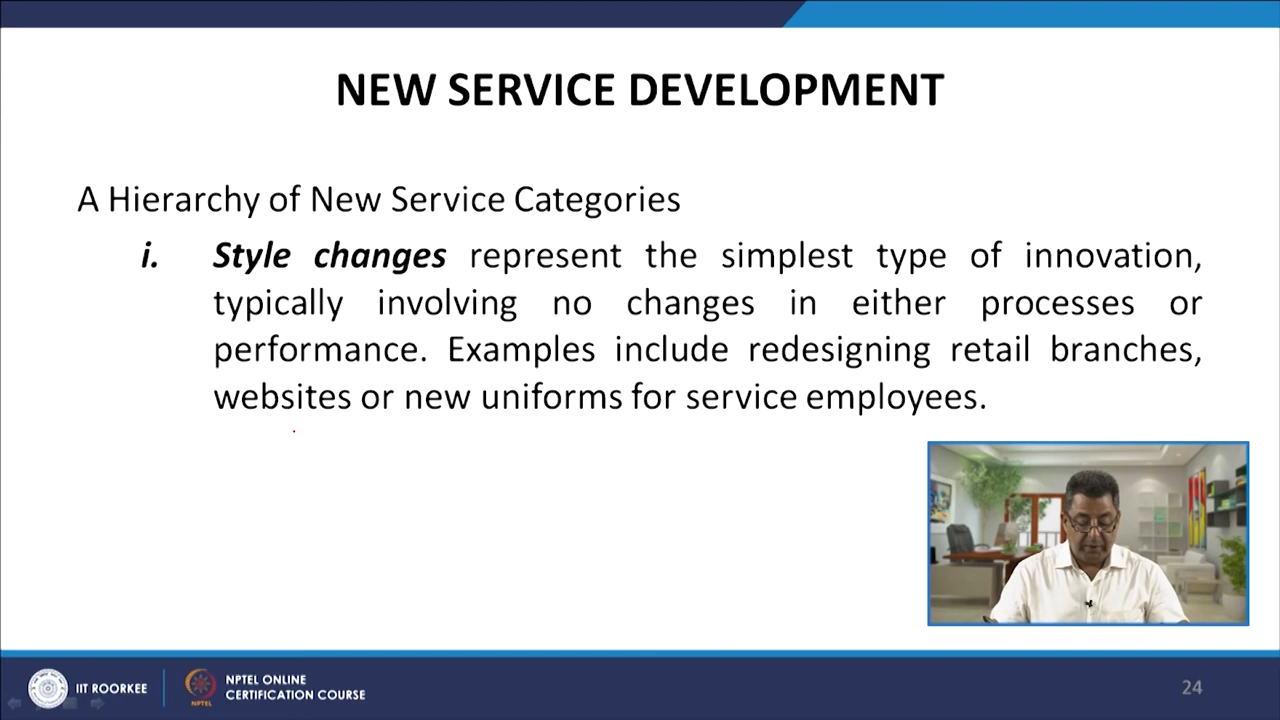 NEW SERVICE DEVELOPMENT
A Hierarchy of New Service Categories
i. Style changes represent the simplest type of innovation,
typically involving no changes in either processes or
performance. Examples include redesigning retail branches,
websites or new uniforms for service employees.
IIT ROORKEE
NPTEL
NPTEL ONLINE
CERTIFICATION COURSE
24